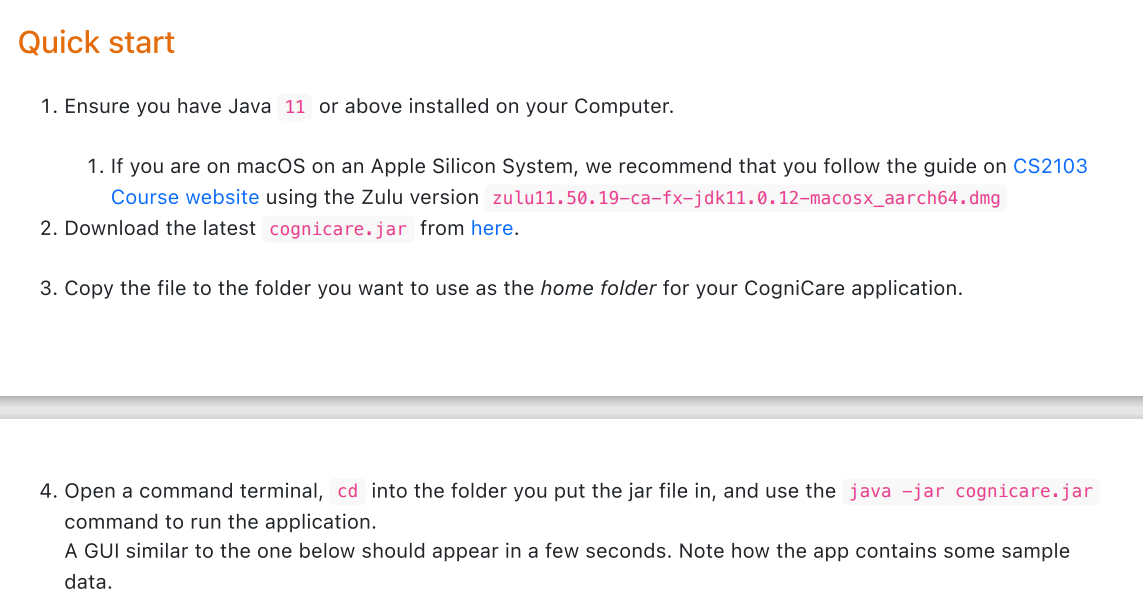 Quick start
1. Ensure you have Java 11 or above installed on your Computer.
1. If you are on macOS on an Apple Silicon System, we recommend that you follow the guide on CS2103
Course website using the Zulu version zulu11.50.19-ca-fx-jdk11.0.12-macosx_aarch64.dmg
2. Download the latest cognicare.jar from here.
3. Copy the file to the folder you want to use as the home folder for your CogniCare application.
4. Open a command terminal, cd into the folder you put the jar file in, and use the java -jar cognicare.jar
command to run the application.
A GUI similar to the one below should appear in a few seconds. Note how the app contains some sample
data.